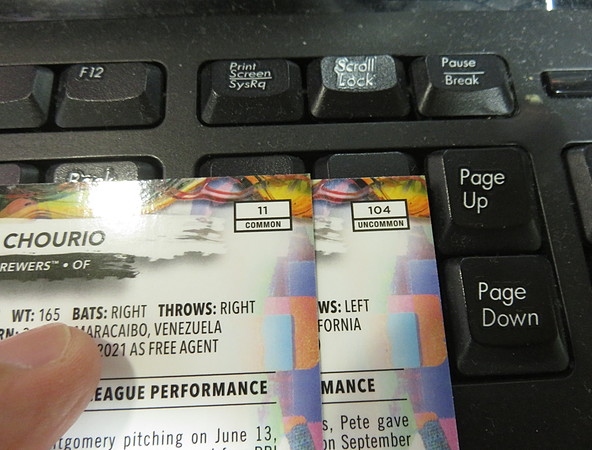 F12
Print
Screen
SysRq
Scroll
Lock
Pause
Break
Page
Up
Page
Down
11
COMMON
CHOURIO
REWERS™ • OF
WT: 165 BATS: RIGHT THROWS: RIGHT
MARACAIBO, VENEZUELA
2021 AS FREE AGENT
LEAGUE PERFORMANCE
tgomery pitching on June 13,
104
UNCOMMON
WS: LEFT
FORNIA
MANCE
s, Pete gave
on September